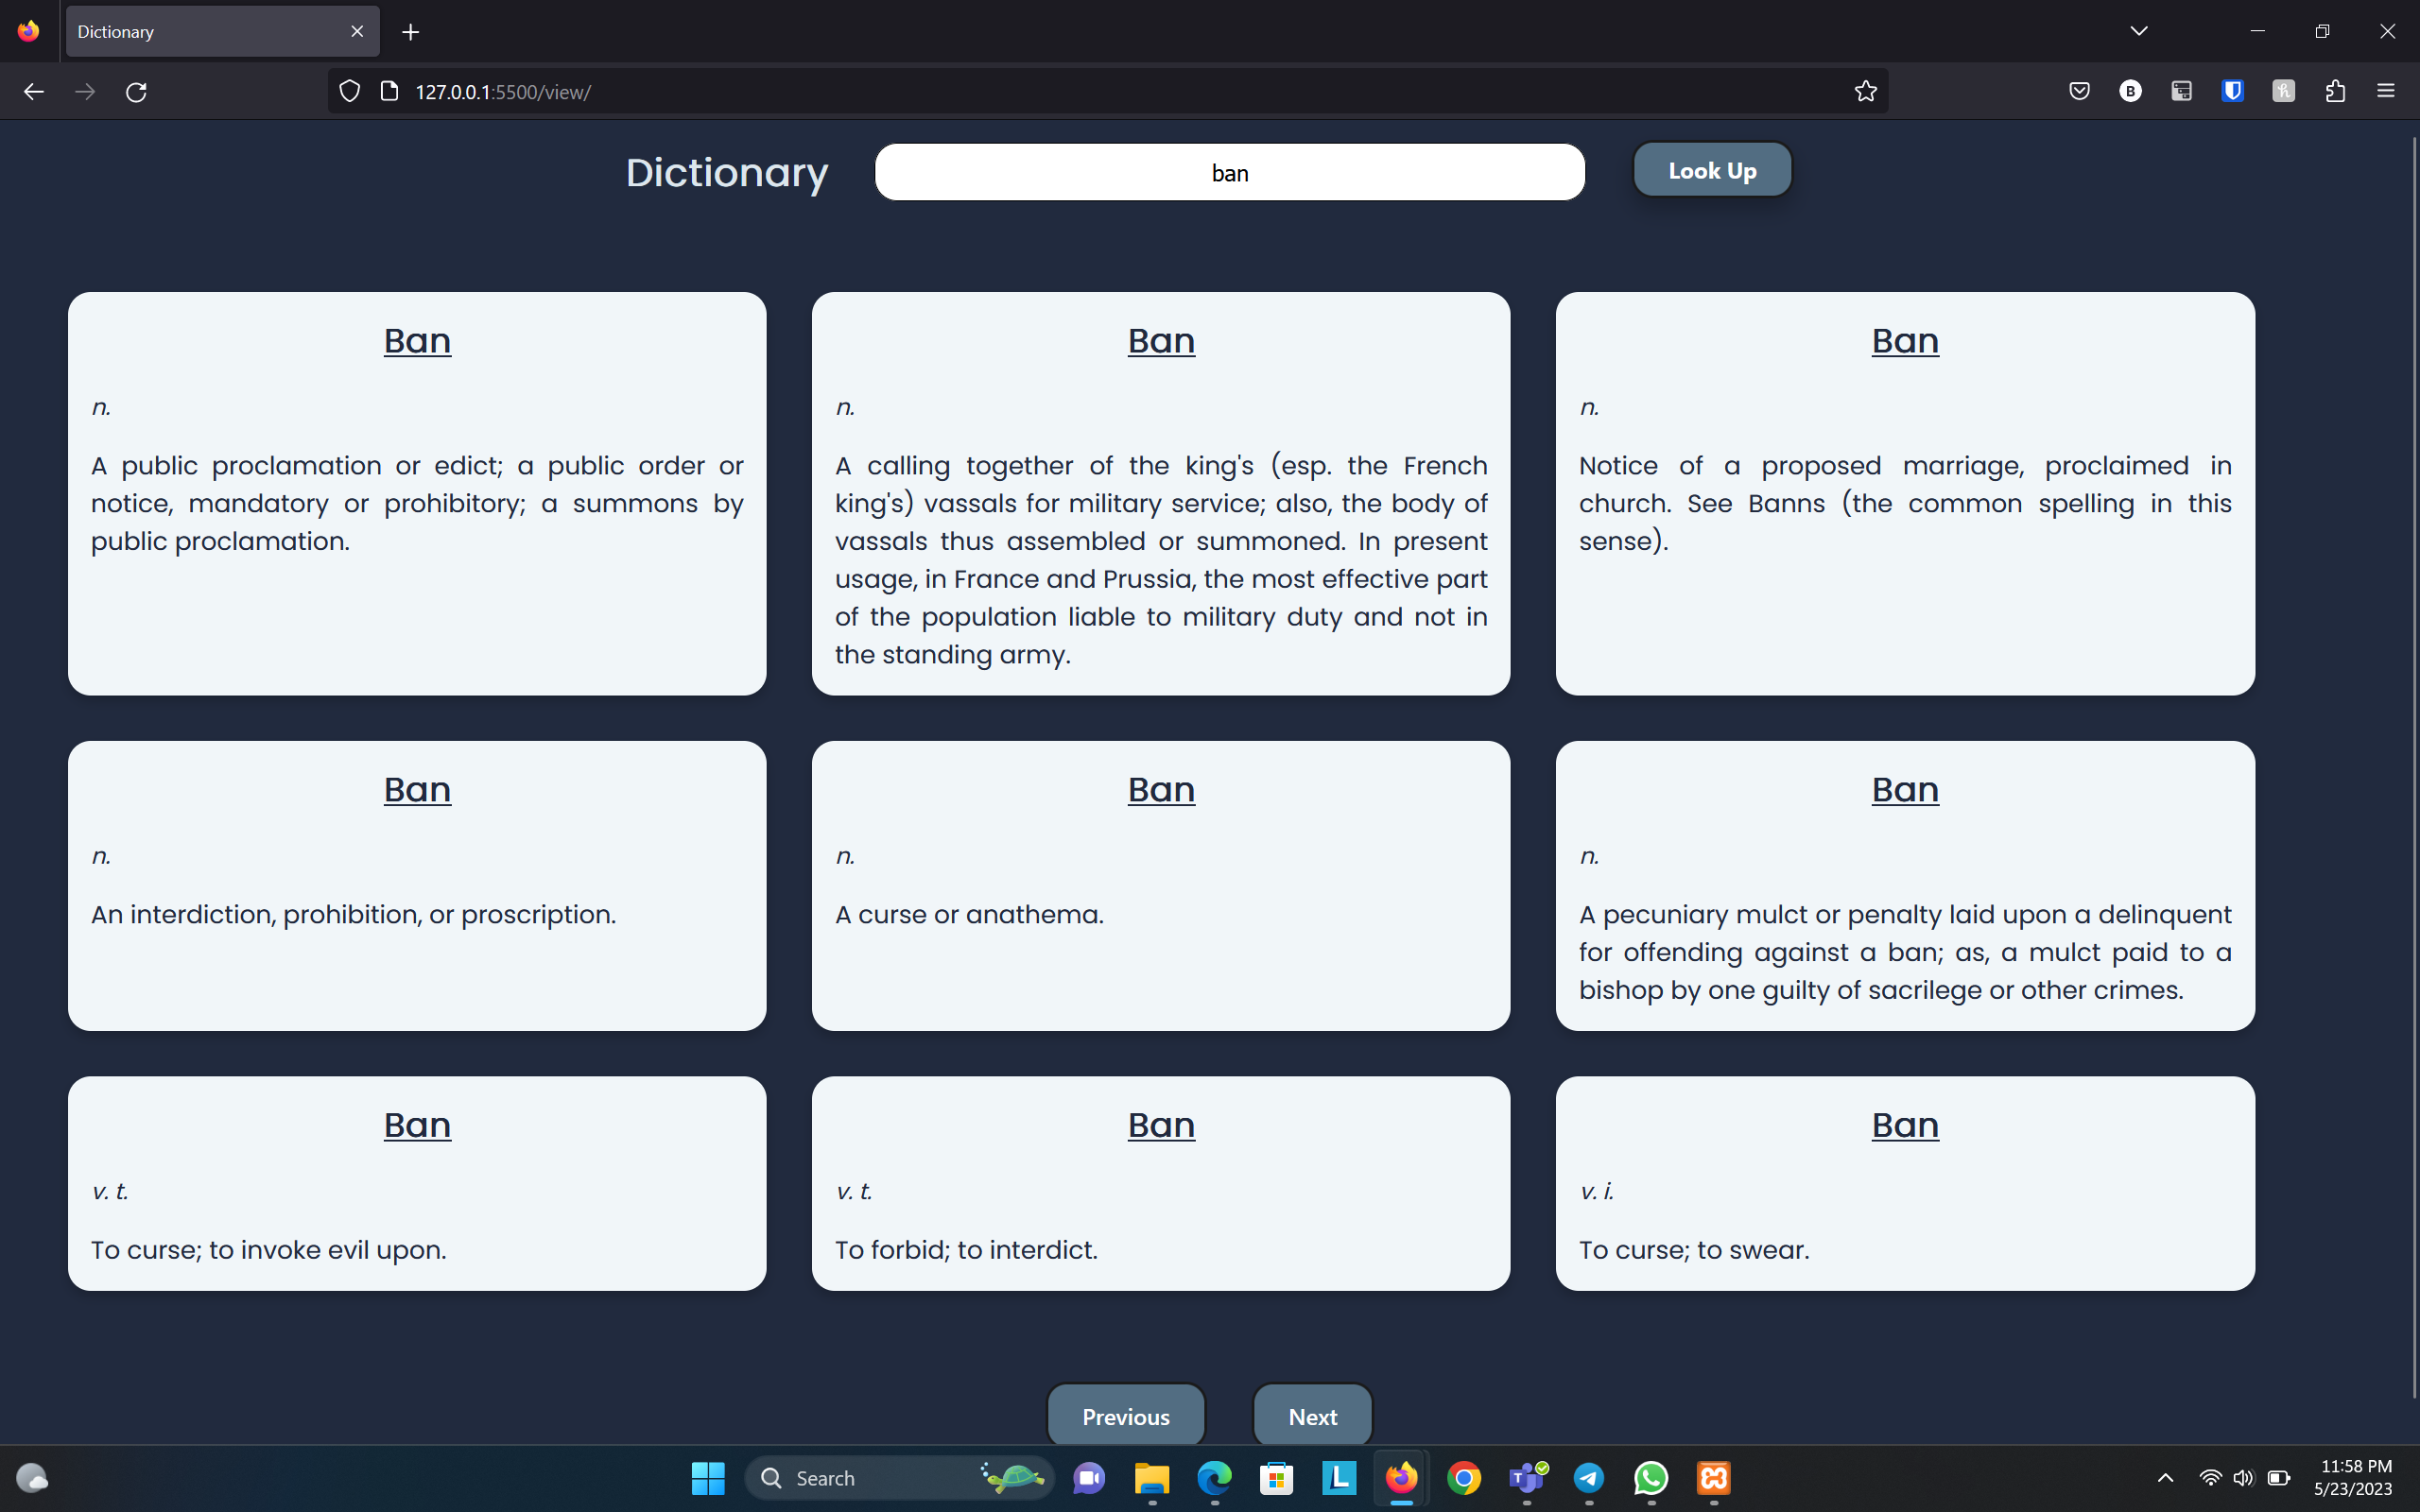 Dictionary
127.0.0.1:5500/view/
Dictionary
ban
Look Up
Ban
n.
A public proclamation or edict; a public order or
notice, mandatory or prohibitory; a summons by
public proclamation.
Ban
n.
A calling together of the king's (esp. the French
king's) vassals for military service; also, the body of
vassals thus assembled or summoned. In present
usage, in France and Prussia, the most effective part
of the population liable to military duty and not in
the standing army.
Ban
n.
Notice of a proposed marriage, proclaimed in
church. See Banns (the common spelling in this
sense).
Ban
n.
An interdiction, prohibition, or proscription.
Ban
n.
A curse or anathema.
Ban
n.
A pecuniary mulct or penalty laid upon a delinquent
for offending against a ban; as, a mulct paid to a
bishop by one guilty of sacrilege or other crimes.
Ban
v. t.
To curse; to invoke evil upon.
Ban
v. t.
To forbid; to interdict.
Ban
v. i.
To curse; to swear.
Previous
Next
Search
11:58 PM
5/23/2023